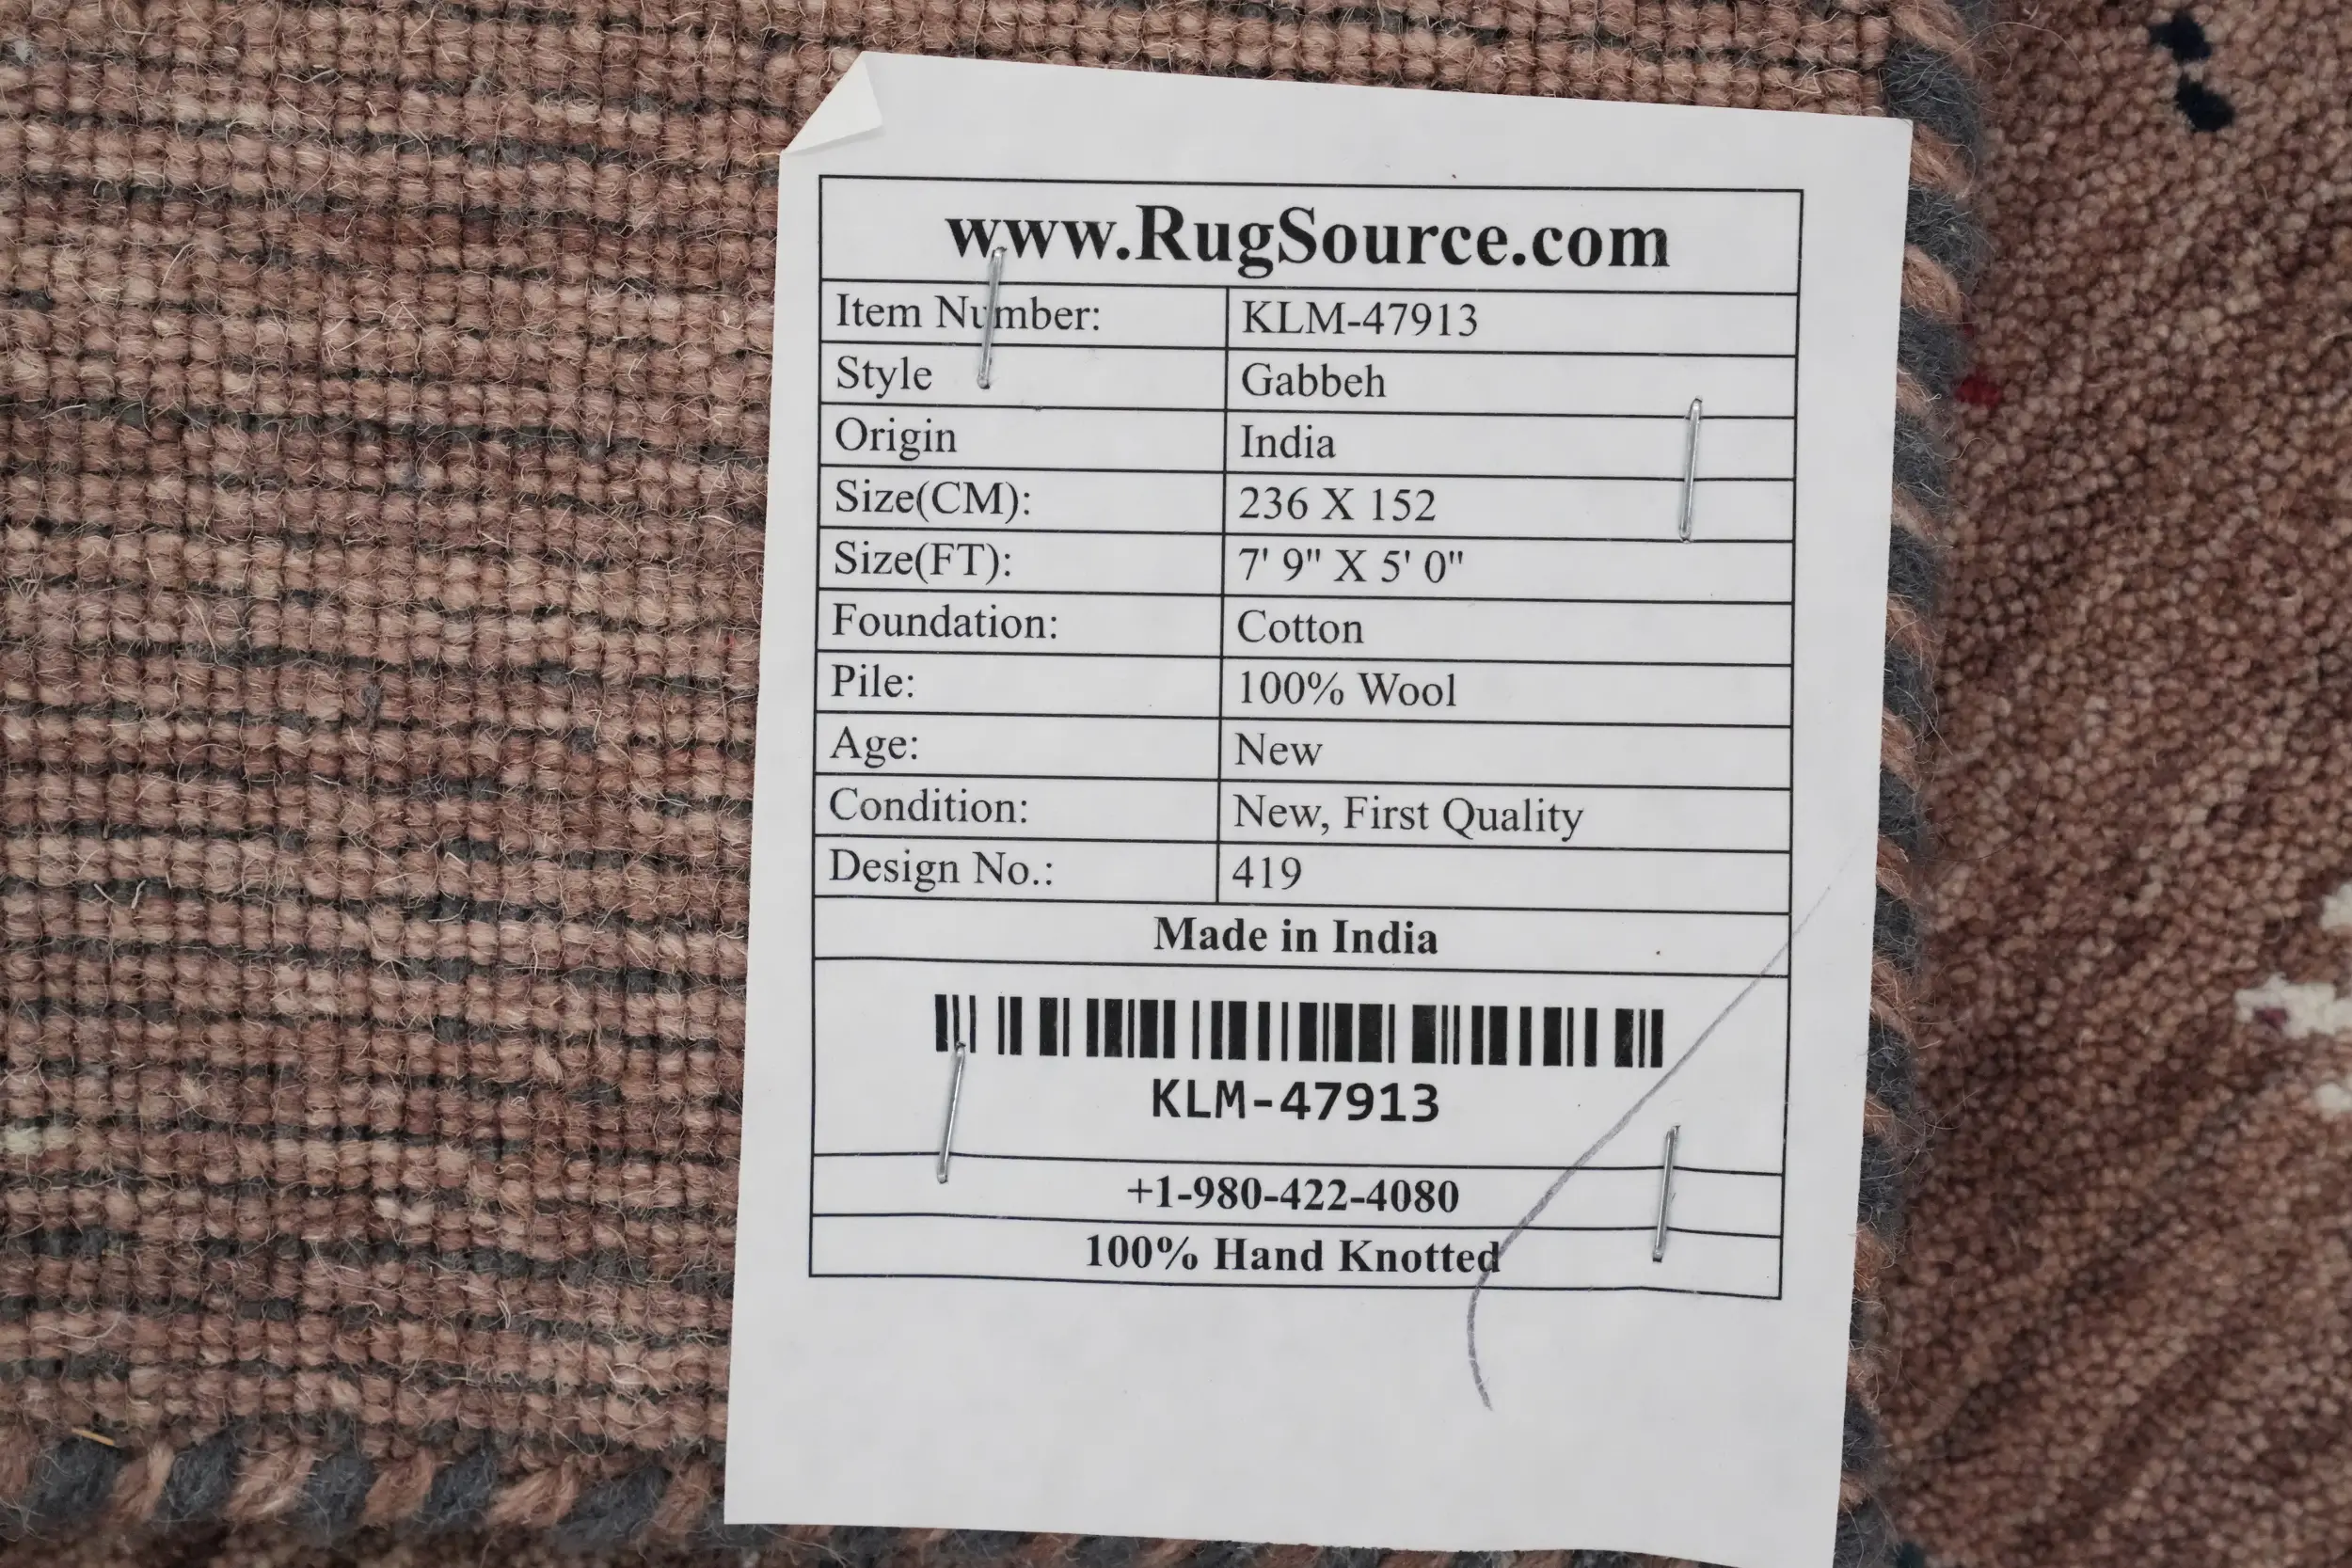 www.RugSource.com
Item Number: KLM-47913
Style Gabbeh
Origin India
Size(CM): 236 X 152
Size(FT): 7' 9" X 5' 0"
Foundation: Cotton
Pile: 100% Wool
Age: New
Condition: New, First Quality
Design No.: 419
Made in India
KLM-47913
+1-980-422-4080
100% Hand Knotted